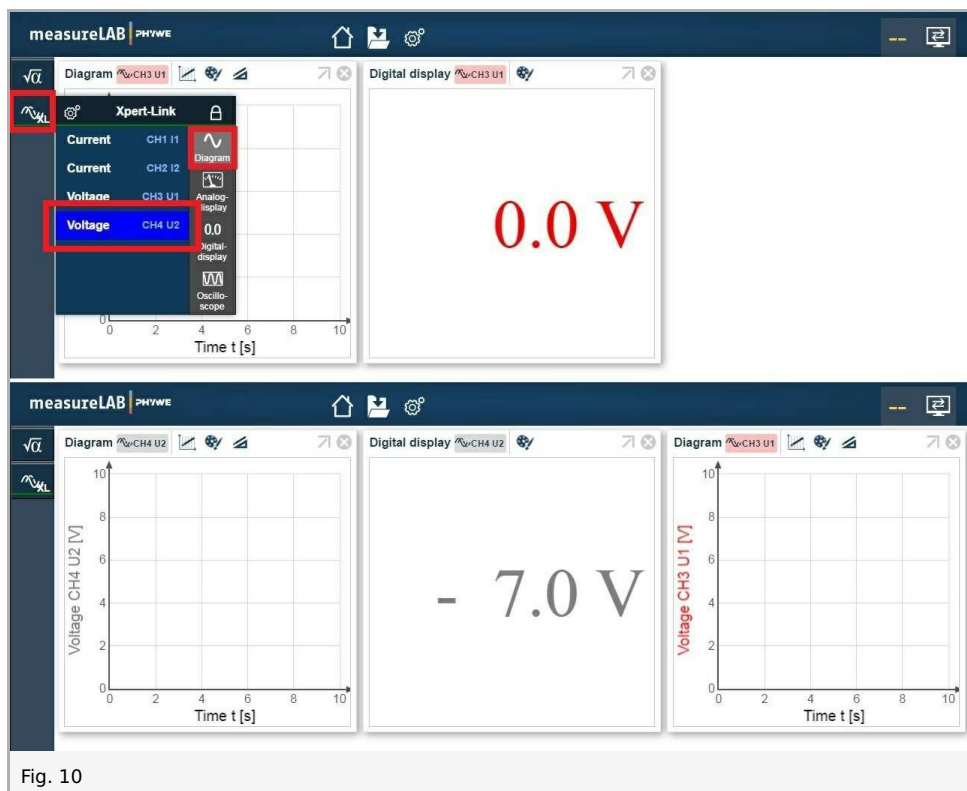 measureLAB PHYWE
--
√α
XL
Diagram CH3 U1
Digital display CH3 U1
Xpert-Link
Current CH1 I1
Current CH2 I2
Voltage CH3 U1
Voltage CH4 U2
Diagram
Analog-
display
0.0
Digital-
display
Oscillo-
scope
0.0 V
0
0 2 4 6 8 10
Time t [s]
measureLAB PHYWE
--
√α
XL
Diagram CH4 U2
Digital display CH4 U2
Diagram CH3 U1
Voltage CH4 U2 [V]
10
8
6
4
2
0
0 2 4 6 8 10
Time t [s]
- 7.0 V
Voltage CH3 U1 [V]
10
8
6
4
2
0
0 2 4 6 8 10
Time t [s]
Fig. 10